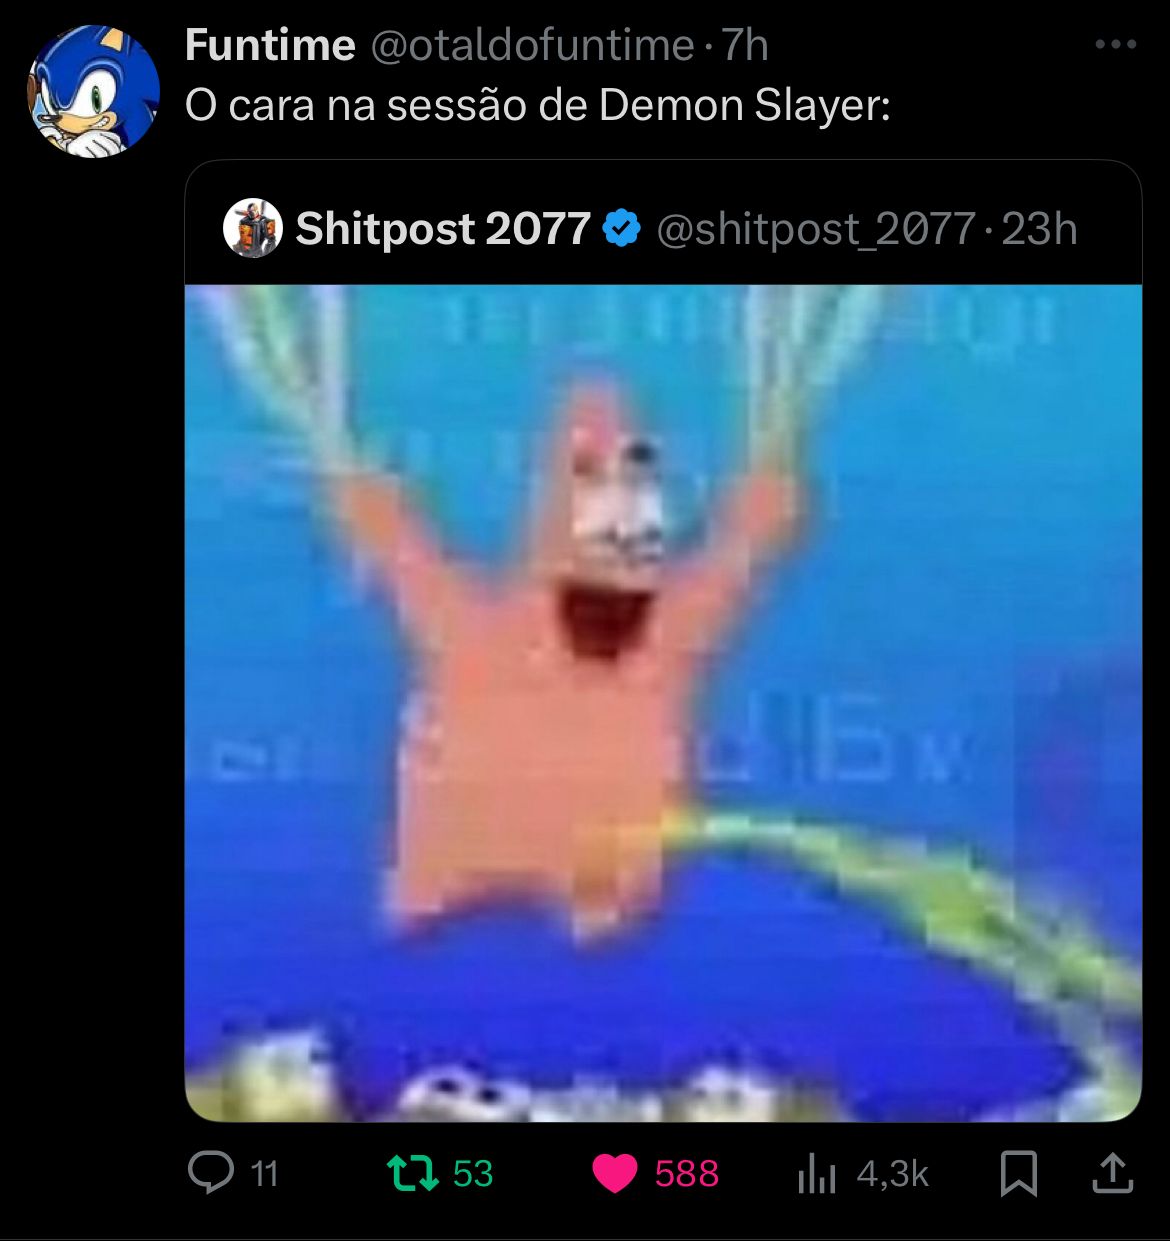 Funtime @otaldofuntime · 7h
O cara na sessão de Demon Slayer:
Shitpost 2077 @shitpost_2077 · 23h
11 53 588 4,3k